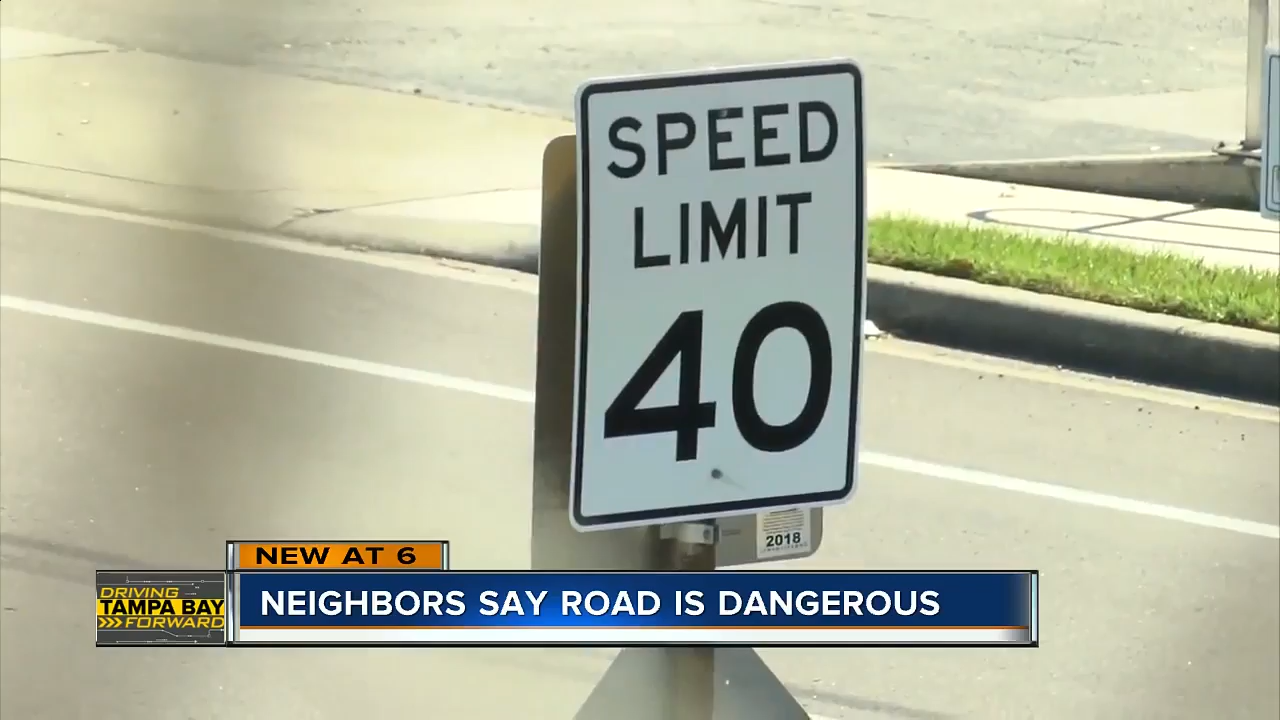 SPEED
LIMIT
40
2018
NEW AT 6
DRIVING
TAMPA BAY
FORWARD
NEIGHBORS SAY ROAD IS DANGEROUS